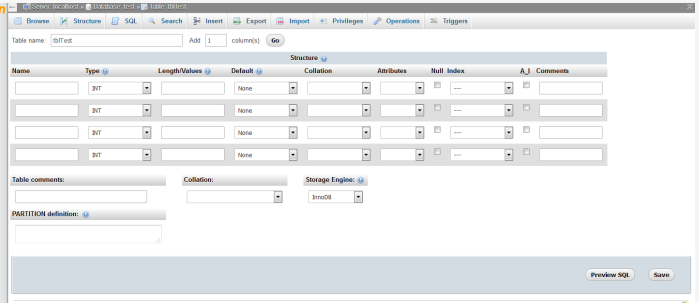 Server: localhost » Database: test » Table: tblTest
Browse Structure SQL Search Insert Export Import Privileges Operations Triggers
Table name: tblTest Add 1 column(s) Go
Structure
Name Type Length/Values Default Collation Attributes Null Index A_I Comments
INT None ---
INT None ---
INT None ---
INT None ---
Table comments: Collation: Storage Engine:
InnoDB
PARTITION definition:
Preview SQL Save